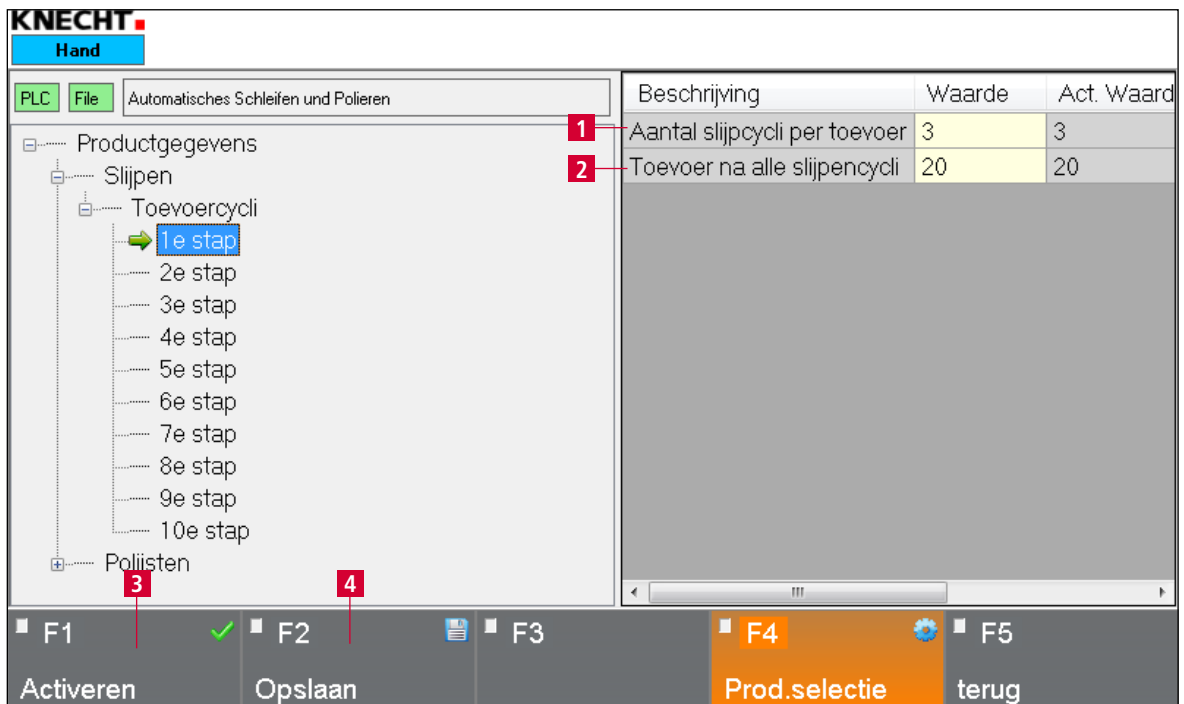 KNECHT
Hand
PLC File Automatisches Schleifen und Polieren
Productgegevens
Slijpen
Toevoercycli
1e stap
2e stap
3e stap
4e stap
5e stap
6e stap
7e stap
8e stap
9e stap
10e stap
Polijsten
Beschrijving Waarde Act. Waard
1 Aantal slijpcycli per toevoer 3 3
2 Toevoer na alle slijpencycli 20 20
3 4
F1 F2 F3 F4 F5
Activeren Opslaan Prod.selectie terug